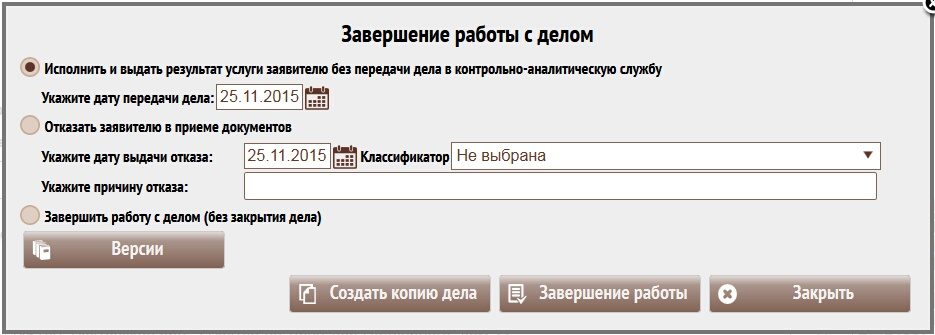 Завершение работы с делом
Исполнить и выдать результат услуги заявителю без передачи дела в контрольно-аналитическую службу
Укажите дату передачи дела: 25.11.2015
Отказать заявителю в приеме документов
Укажите дату выдачи отказа: 25.11.2015 Классификатор Не выбрана
Укажите причину отказа:
Завершить работу с делом (без закрытия дела)
Версии
Создать копию дела Завершение работы Закрыть